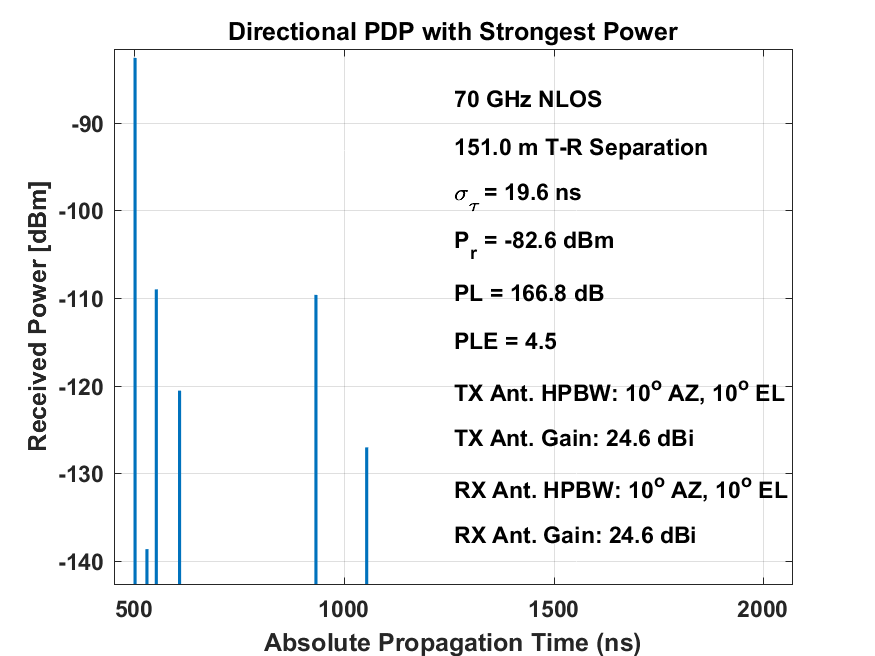 Directional PDP with Strongest Power
-90
-100
-110
-120
-130
-140
Received Power [dBm]
70 GHz NLOS
151.0 m T-R Separation
σ_τ = 19.6 ns
P_r = -82.6 dBm
PL = 166.8 dB
PLE = 4.5
TX Ant. HPBW: 10° AZ, 10° EL
TX Ant. Gain: 24.6 dBi
RX Ant. HPBW: 10° AZ, 10° EL
RX Ant. Gain: 24.6 dBi
500 1000 1500 2000
Absolute Propagation Time (ns)